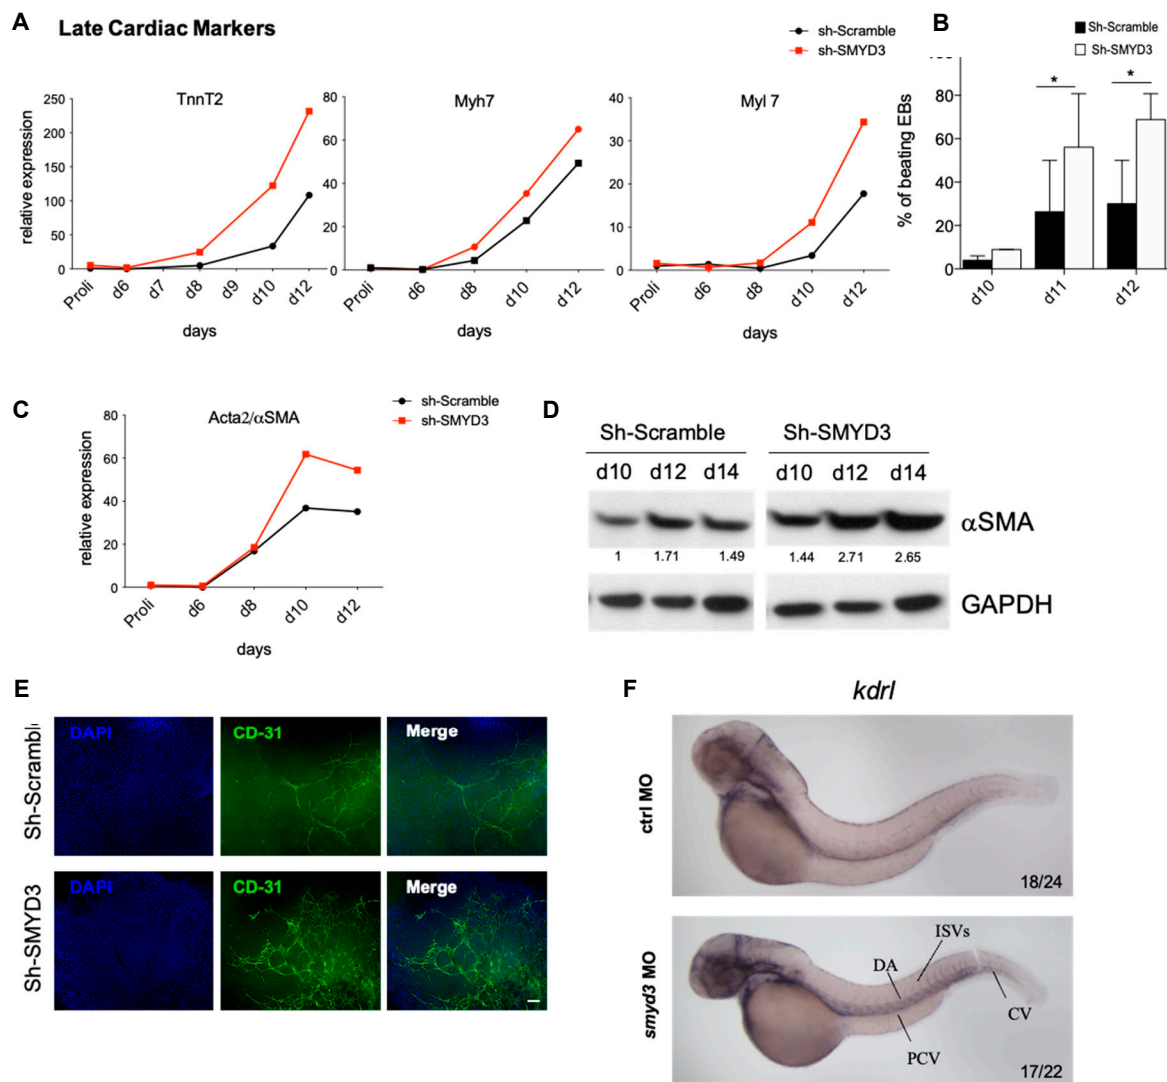 A
Late Cardiac Markers
sh-Scramble
sh-SMYD3
TnnT2
relative expression
250
200
150
100
50
0
Proli
d6
d7
d8
d9
d10
d12
days
Myh7
80
60
40
20
0
Proli
d6
d8
d10
d12
days
Myl 7
40
30
20
10
0
Proli
d6
d8
d10
d12
days
B
Sh-Scramble
Sh-SMYD3
% of beating EBs
80
60
40
20
0
*
*
d10
d11
d12
C
sh-Scramble
sh-SMYD3
Acta2/αSMA
relative expression
80
60
40
20
0
Proli
d6
d8
d10
d12
days
D
Sh-Scramble Sh-SMYD3
d10 d12 d14 d10 d12 d14
αSMA
1 1.71 1.49 1.44 2.71 2.65
GAPDH
E
Sh-Scramble
DAPI CD-31 Merge
Sh-SMYD3
DAPI CD-31 Merge
F
kdrl
ctrl MO
18/24
smyd3 MO
ISVs
DA
CV
PCV
17/22